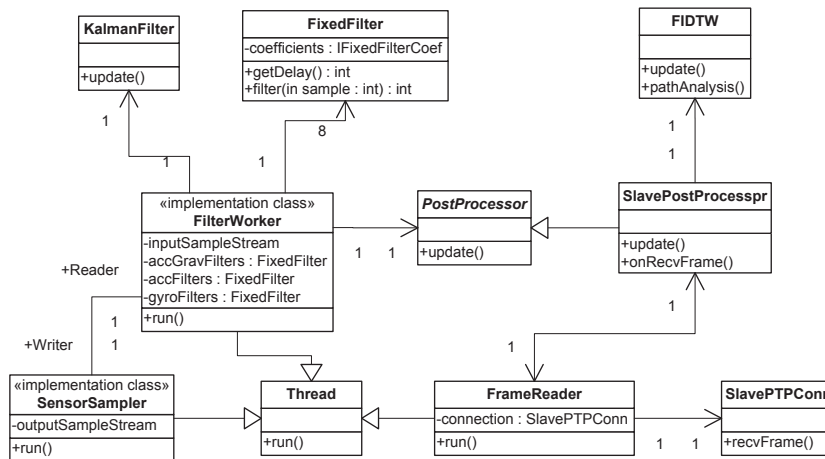 KalmanFilter
+update()
FixedFilter
-coefficients : IFixedFilterCoef
+getDelay() : int
+filter(in sample : int) : int
FIDTW
+update()
+pathAnalysis()
1
1
1
8
1
1
«implementation class»
FilterWorker
-inputSampleStream
-accGravFilters : FixedFilter
-accFilters : FixedFilter
-gyroFilters : FixedFilter
+run()
PostProcessor
+update()
SlavePostProcesspr
+update()
+onRecvFrame()
1
1
+Reader
1
+Writer
1
1
1
«implementation class»
SensorSampler
-outputSampleStream
+run()
Thread
+run()
FrameReader
-connection : SlavePTPConn
+run()
SlavePTPConn
+recvFrame()
1
1